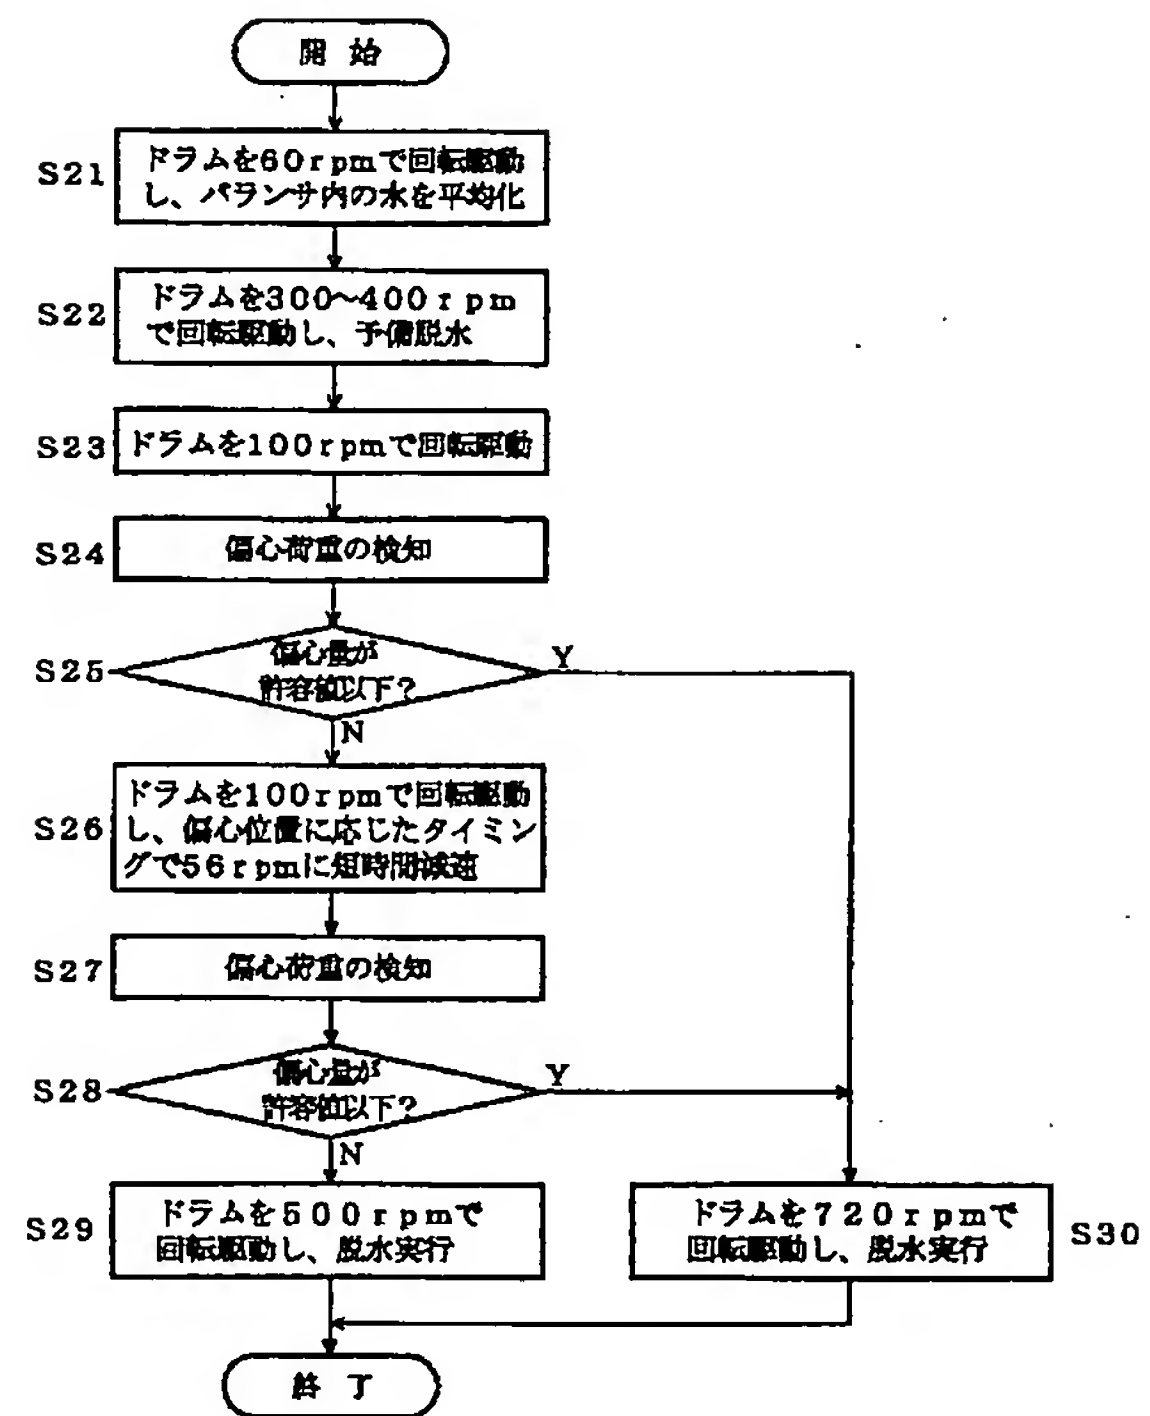 開始
S21
ドラムを60rpmで回転駆動
し、バランサ内の水を平均化
S22
ドラムを300~400rpm
で回転駆動し、予備脱水
S23
ドラムを100rpmで回転駆動
S24
偏心荷重の検知
S25
偏心量が
許容値以下?
Y
N
S26
ドラムを100rpmで回転駆動
し、偏心位置に応じたタイミン
グで56rpmに短時間減速
S27
偏心荷重の検知
S28
偏心量が
許容値以下?
Y
N
S29
ドラムを500rpmで
回転駆動し、脱水実行
ドラムを720rpmで
回転駆動し、脱水実行
S30
終了